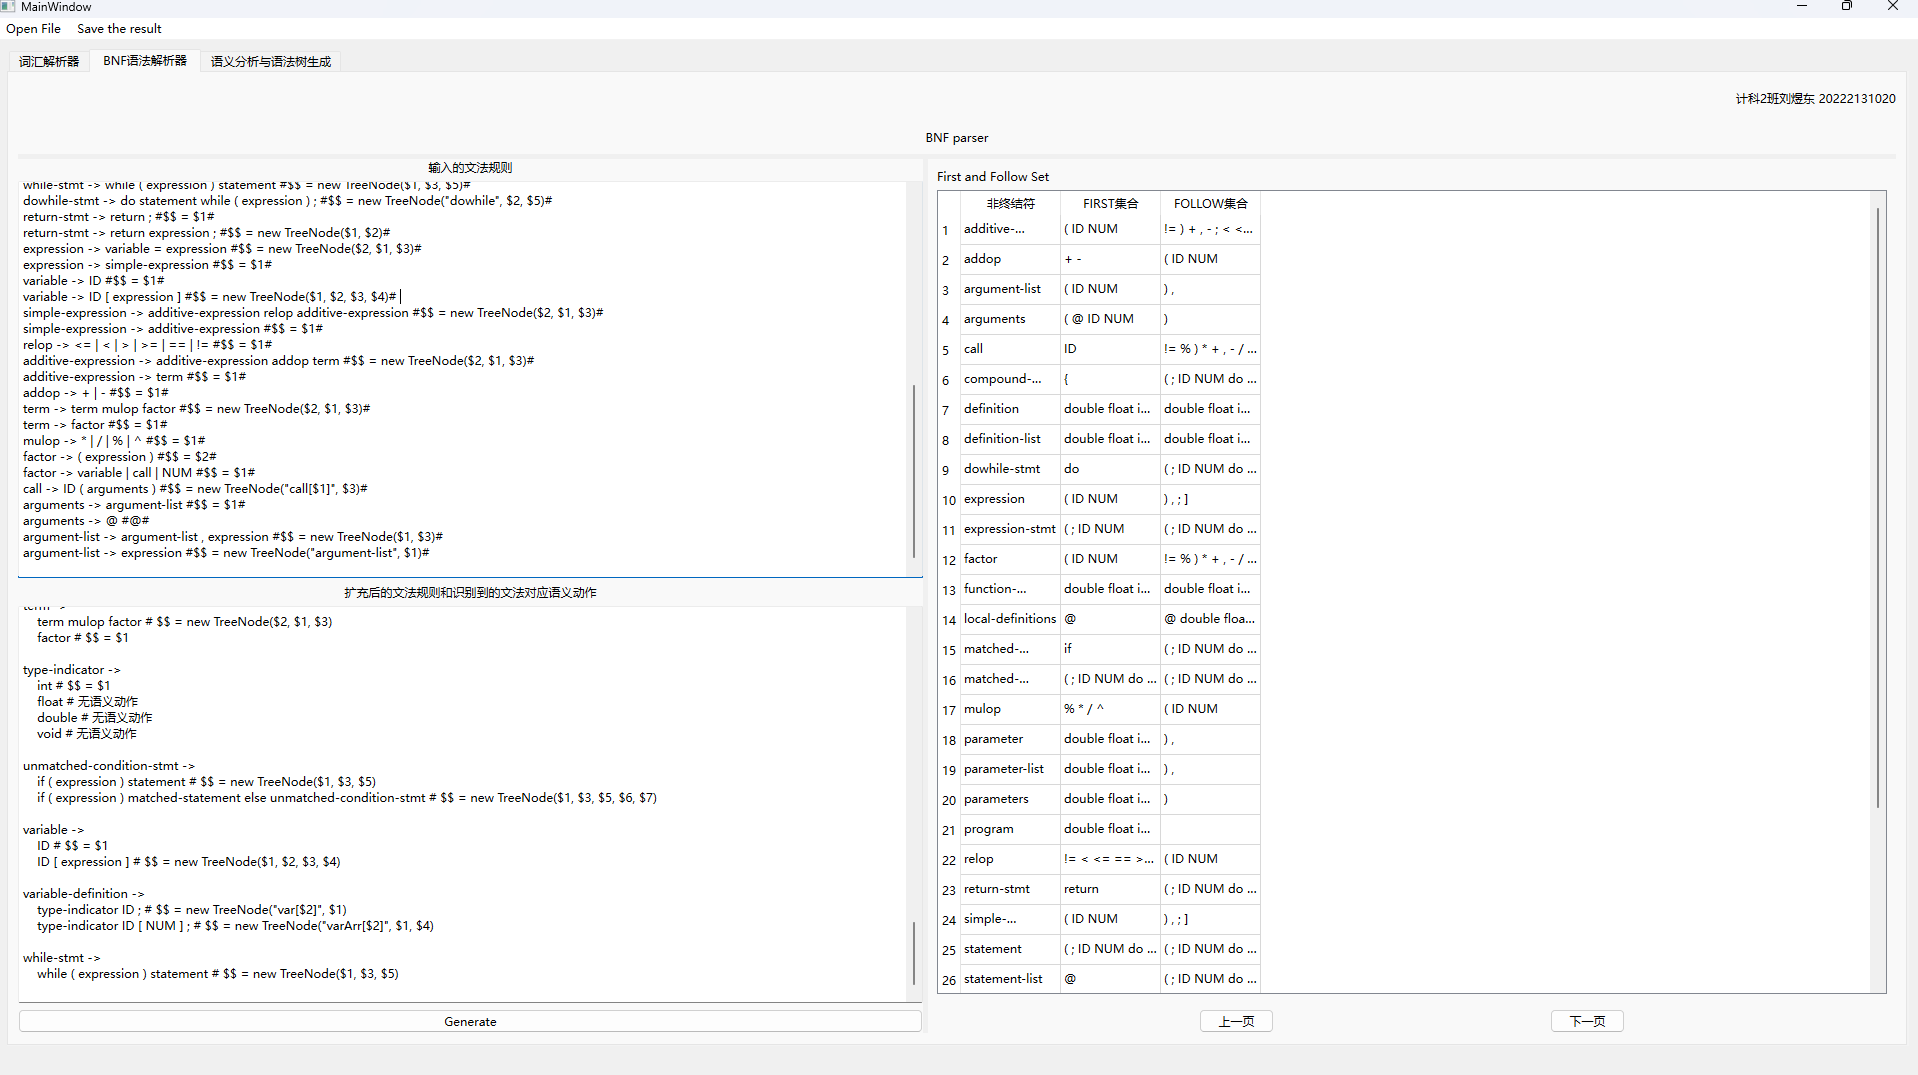 MainWindow
Open File Save the result
词汇解析器 BNF语法解析器 语义分析与语法树生成
计科2班刘煜东 20222131020
BNF parser
输入的文法规则
while-stmt -> while ( expression ) statement #$$ = new TreeNode($1, $3, $5)#
dowhile-stmt -> do statement while ( expression ) ; #$$ = new TreeNode("dowhile", $2, $5)#
return-stmt -> return ; #$$ = $1#
return-stmt -> return expression ; #$$ = new TreeNode($1, $2)#
expression -> variable = expression #$$ = new TreeNode($2, $1, $3)#
expression -> simple-expression #$$ = $1#
variable -> ID #$$ = $1#
variable -> ID [ expression ] #$$ = new TreeNode($1, $2, $3, $4)#
simple-expression -> additive-expression relop additive-expression #$$ = new TreeNode($2, $1, $3)#
simple-expression -> additive-expression #$$ = $1#
relop -> <= | < | > | >= | == | != #$$ = $1#
additive-expression -> additive-expression addop term #$$ = new TreeNode($2, $1, $3)#
additive-expression -> term #$$ = $1#
addop -> + | - #$$ = $1#
term -> term mulop factor #$$ = new TreeNode($2, $1, $3)#
term -> factor #$$ = $1#
mulop -> * | / | % | ^ #$$ = $1#
factor -> ( expression ) #$$ = $2#
factor -> variable | call | NUM #$$ = $1#
call -> ID ( arguments ) #$$ = new TreeNode("call[$1]", $3)#
arguments -> argument-list #$$ = $1#
arguments -> @ #@#
argument-list -> argument-list , expression #$$ = new TreeNode($1, $3)#
argument-list -> expression #$$ = new TreeNode("argument-list", $1)#
扩充后的文法规则和识别到的文法对应语义动作
term ->
term mulop factor # $$ = new TreeNode($2, $1, $3)
factor # $$ = $1
type-indicator ->
int # $$ = $1
float # 无语义动作
double # 无语义动作
void # 无语义动作
unmatched-condition-stmt ->
if ( expression ) statement # $$ = new TreeNode($1, $3, $5)
if ( expression ) matched-statement else unmatched-condition-stmt # $$ = new TreeNode($1, $3, $5, $6, $7)
variable ->
ID # $$ = $1
ID [ expression ] # $$ = new TreeNode($1, $2, $3, $4)
variable-definition ->
type-indicator ID ; # $$ = new TreeNode("var[$2]", $1)
type-indicator ID [ NUM ] ; # $$ = new TreeNode("varArr[$2]", $1, $4)
while-stmt ->
while ( expression ) statement # $$ = new TreeNode($1, $3, $5)
Generate
First and Follow Set
非终结符 FIRST集合 FOLLOW集合
1 additive-... ( ID NUM != ) + , - ; < <...
2 addop + - ( ID NUM
3 argument-list ( ID NUM ) ,
4 arguments ( @ ID NUM )
5 call ID != % ) * + , - / ...
6 compound-... { ( ; ID NUM do ...
7 definition double float i... double float i...
8 definition-list double float i... double float i...
9 dowhile-stmt do ( ; ID NUM do ...
10 expression ( ID NUM ) , ; ]
11 expression-stmt ( ; ID NUM ( ; ID NUM do ...
12 factor ( ID NUM != % ) * + , - / ...
13 function-... double float i... double float i...
14 local-definitions @ @ double floa...
15 matched-... if ( ; ID NUM do ...
16 matched-... ( ; ID NUM do ... ( ; ID NUM do ...
17 mulop % * / ^ ( ID NUM
18 parameter double float i... ) ,
19 parameter-list double float i... ) ,
20 parameters double float i... )
21 program double float i...
22 relop != < <= == >... ( ID NUM
23 return-stmt return ( ; ID NUM do ...
24 simple-... ( ID NUM ) , ; ]
25 statement ( ; ID NUM do ... ( ; ID NUM do ...
26 statement-list @ ( ; ID NUM do ...
上一页 下一页